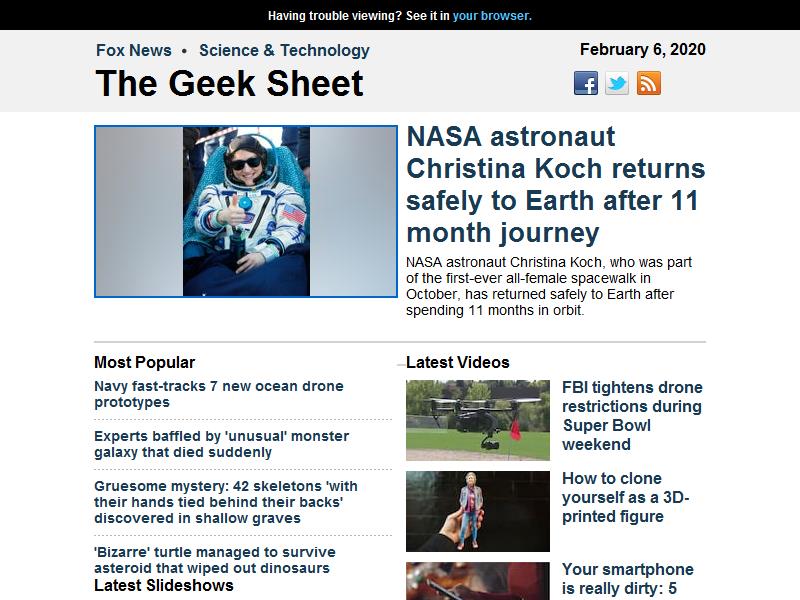 Having trouble viewing? See it in your browser.
Fox News • Science & Technology
February 6, 2020
The Geek Sheet
NASA astronaut
Christina Koch returns
safely to Earth after 11
month journey
NASA astronaut Christina Koch, who was part
of the first-ever all-female spacewalk in
October, has returned safely to Earth after
spending 11 months in orbit.
Most Popular
Navy fast-tracks 7 new ocean drone
prototypes
Experts baffled by 'unusual' monster
galaxy that died suddenly
Gruesome mystery: 42 skeletons 'with
their hands tied behind their backs'
discovered in shallow graves
'Bizarre' turtle managed to survive
asteroid that wiped out dinosaurs
Latest Slideshows
Latest Videos
FBI tightens drone
restrictions during
Super Bowl
weekend
How to clone
yourself as a 3D-
printed figure
Your smartphone
is really dirty: 5